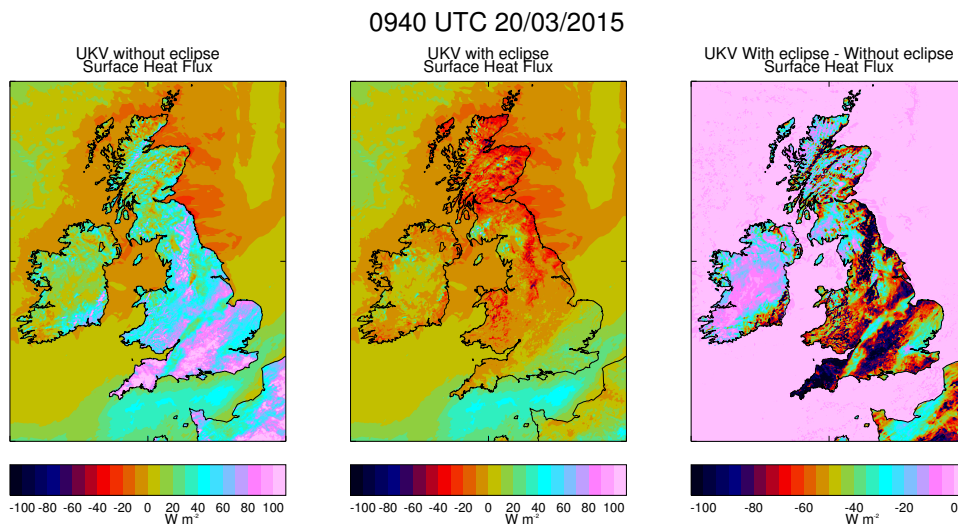 0940 UTC 20/03/2015
UKV without eclipse
Surface Heat Flux
UKV with eclipse
Surface Heat Flux
UKV With eclipse - Without eclipse
Surface Heat Flux
-100 -80 -60 -40 -20 0 20 40 60 80 100
W m-2
-100 -80 -60 -40 -20 0 20 40 60 80 100
W m-2
-100 -80 -60 -40 -20 0
W m-2